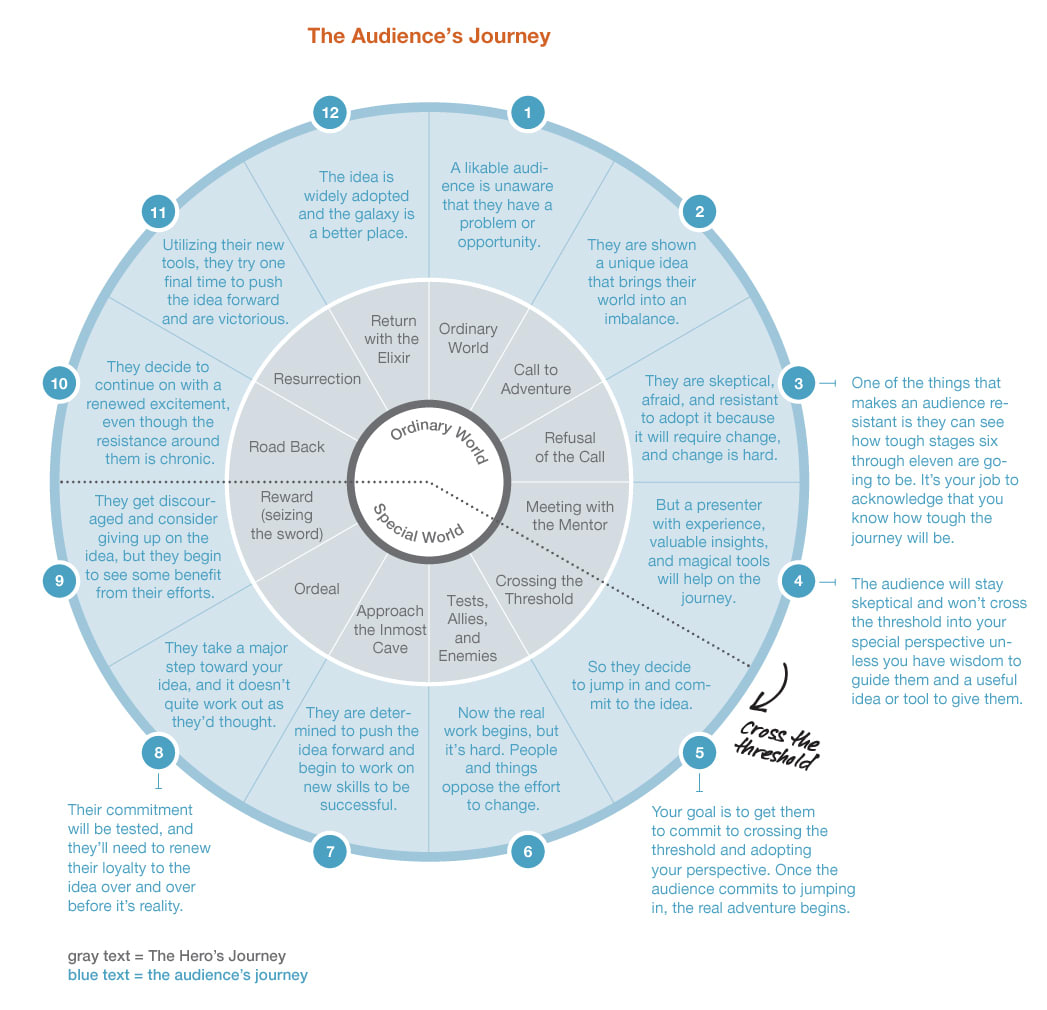 The Audience's Journey
1
A likable audi-
ence is unaware
that they have a
problem or
opportunity.
2
They are shown
a unique idea
that brings their
world into an
imbalance.
3
They are skeptical,
afraid, and resistant
to adopt it because
it will require change,
and change is hard.
One of the things that
makes an audience re-
sistant is they can see
how tough stages six
through eleven are go-
ing to be. It's your job to
acknowledge that you
know how tough the
journey will be.
4
But a presenter
with experience,
valuable insights,
and magical tools
will help on the
journey.
The audience will stay
skeptical and won't cross
the threshold into your
special perspective un-
less you have wisdom to
guide them and a useful
idea or tool to give them.
cross the
threshold
5
So they decide
to jump in and com-
mit to the idea.
Your goal is to get them
to commit to crossing the
threshold and adopting
your perspective. Once the
audience commits to jumping
in, the real adventure begins.
6
Now the real
work begins, but
it's hard. People
and things
oppose the effort
to change.
7
They are deter-
mined to push the
idea forward and
begin to work on
new skills to be
successful.
8
They take a major
step toward your
idea, and it doesn't
quite work out as
they'd thought.
Their commitment
will be tested, and
they'll need to renew
their loyalty to the
idea over and over
before it's reality.
9
They get discour-
aged and consider
giving up on the
idea, but they begin
to see some benefit
from their efforts.
10
They decide to
continue on with a
renewed excitement,
even though the
resistance around
them is chronic.
11
Utilizing their new
tools, they try one
final time to push
the idea forward
and are victorious.
12
The idea is
widely adopted
and the galaxy is
a better place.
Ordinary
World
Call to
Adventure
Refusal
of the Call
Meeting with
the Mentor
Crossing the
Threshold
Tests,
Allies,
and
Enemies
Approach
the Inmost
Cave
Ordeal
Reward
(seizing
the sword)
Road Back
Resurrection
Return
with the
Elixir
Ordinary World
Special World
gray text = The Hero's Journey
blue text = the audience's journey